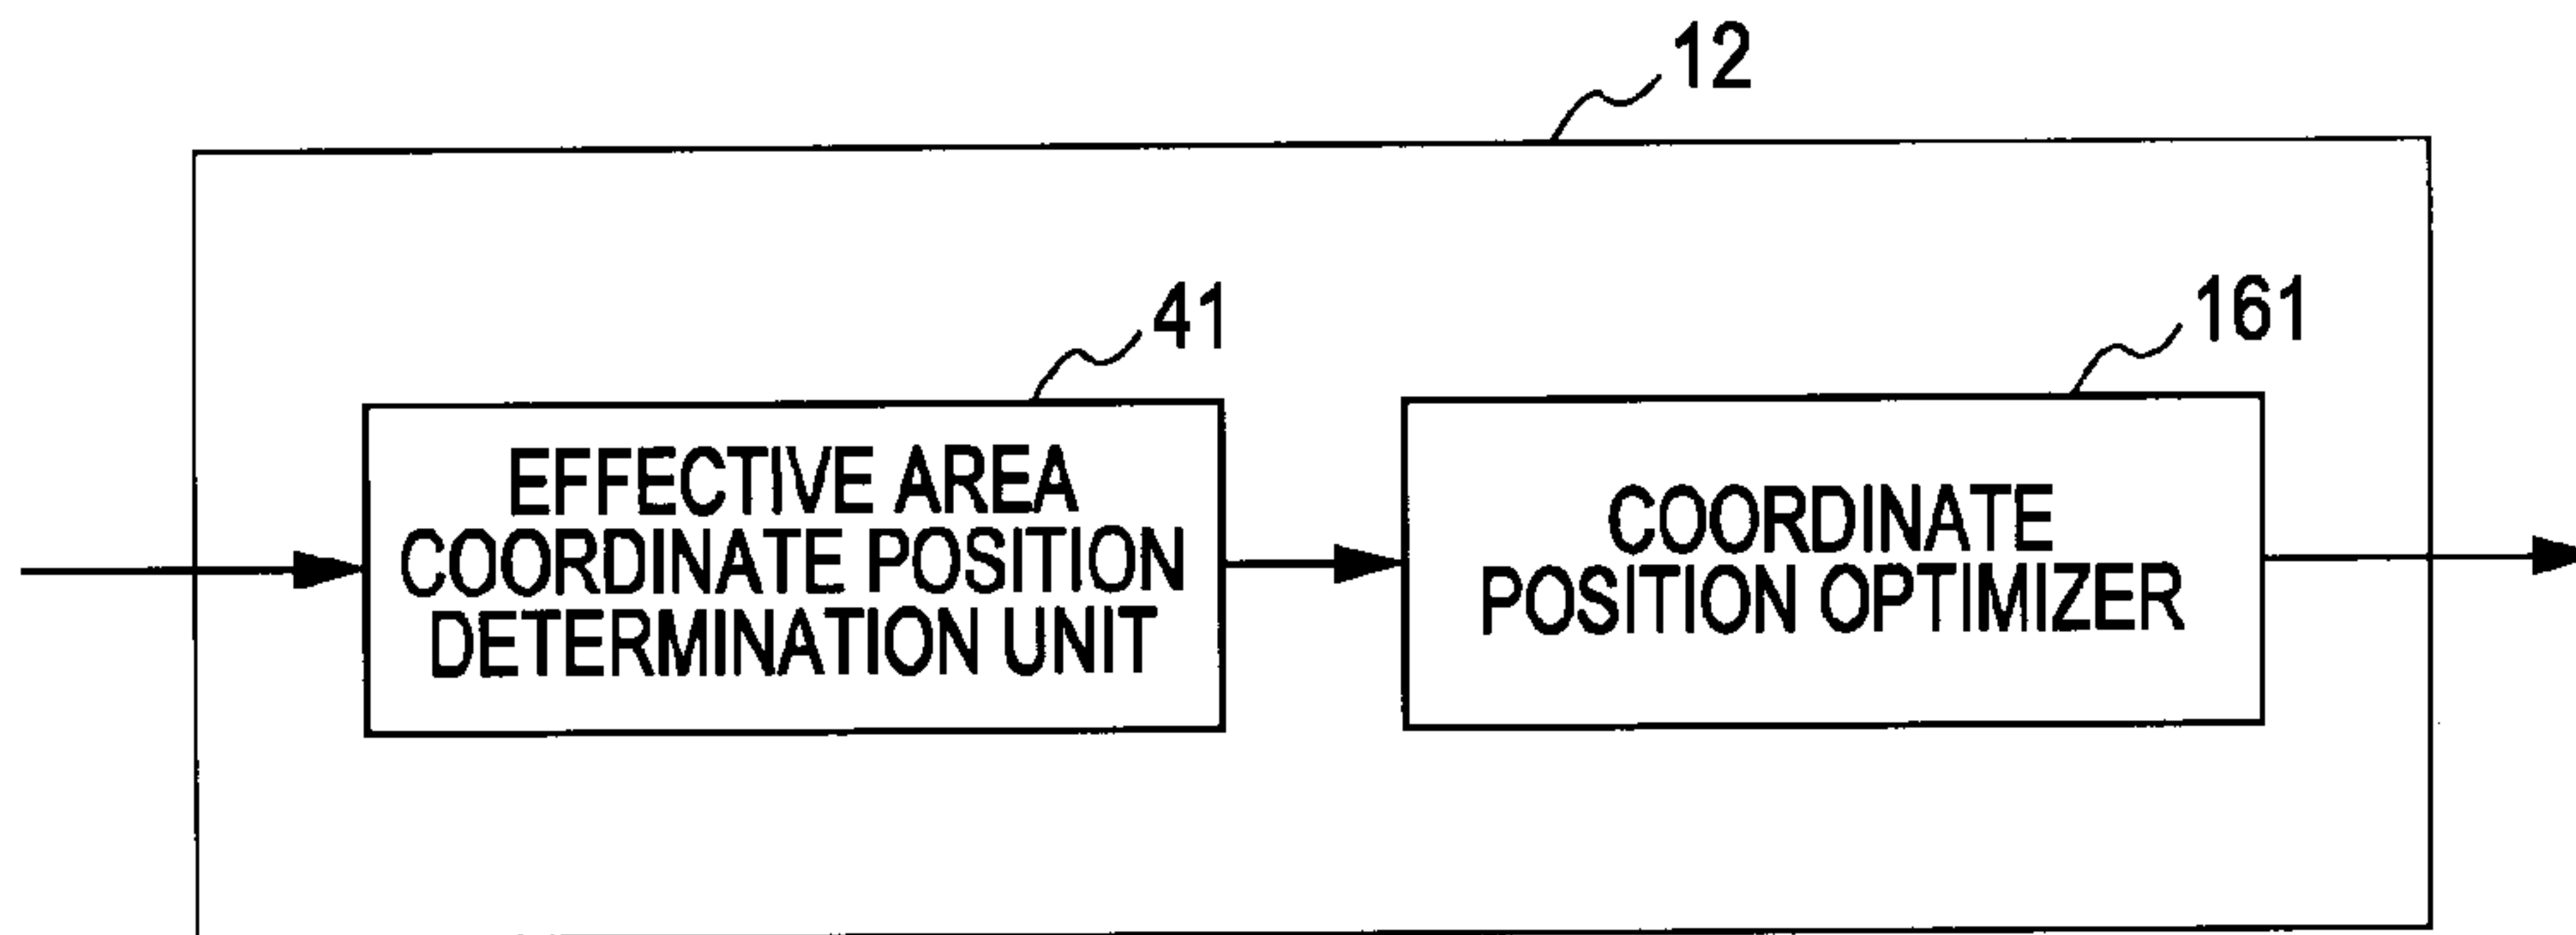 12
41
161
EFFECTIVE AREA
COORDINATE POSITION
DETERMINATION UNIT
COORDINATE
POSITION OPTIMIZER